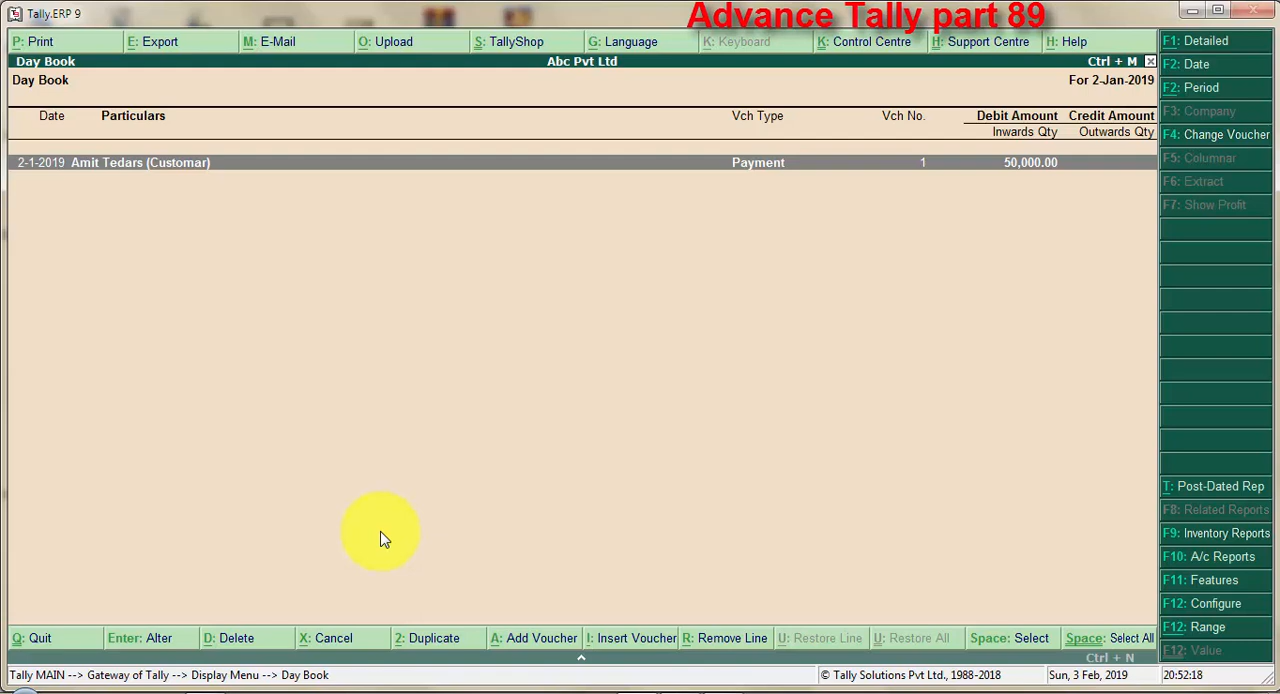 Tally.ERP 9
Advance Tally part 89
P: Print E: Export M: E-Mail O: Upload S: TallyShop G: Language K: Keyboard K: Control Centre H: Support Centre H: Help
Day Book Abc Pvt Ltd Ctrl + M
Day Book For 2-Jan-2019
Date Particulars Vch Type Vch No. Debit Amount Credit Amount
Inwards Qty Outwards Qty
2-1-2019 Amit Tedars (Customar) Payment 1 50,000.00
F1: Detailed
F2: Date
F2: Period
F3: Company
F4: Change Voucher
F5: Columnar
F6: Extract
F7: Show Profit
T: Post-Dated Rep
F8: Related Reports
F9: Inventory Reports
F10: A/c Reports
F11: Features
F12: Configure
F12: Range
F12: Value
Q: Quit Enter: Alter D: Delete X: Cancel 2: Duplicate A: Add Voucher I: Insert Voucher R: Remove Line U: Restore Line U: Restore All Space: Select Space: Select All
Ctrl + N
Tally MAIN --> Gateway of Tally --> Display Menu --> Day Book © Tally Solutions Pvt Ltd., 1988-2018 Sun, 3 Feb, 2019 20:52:18